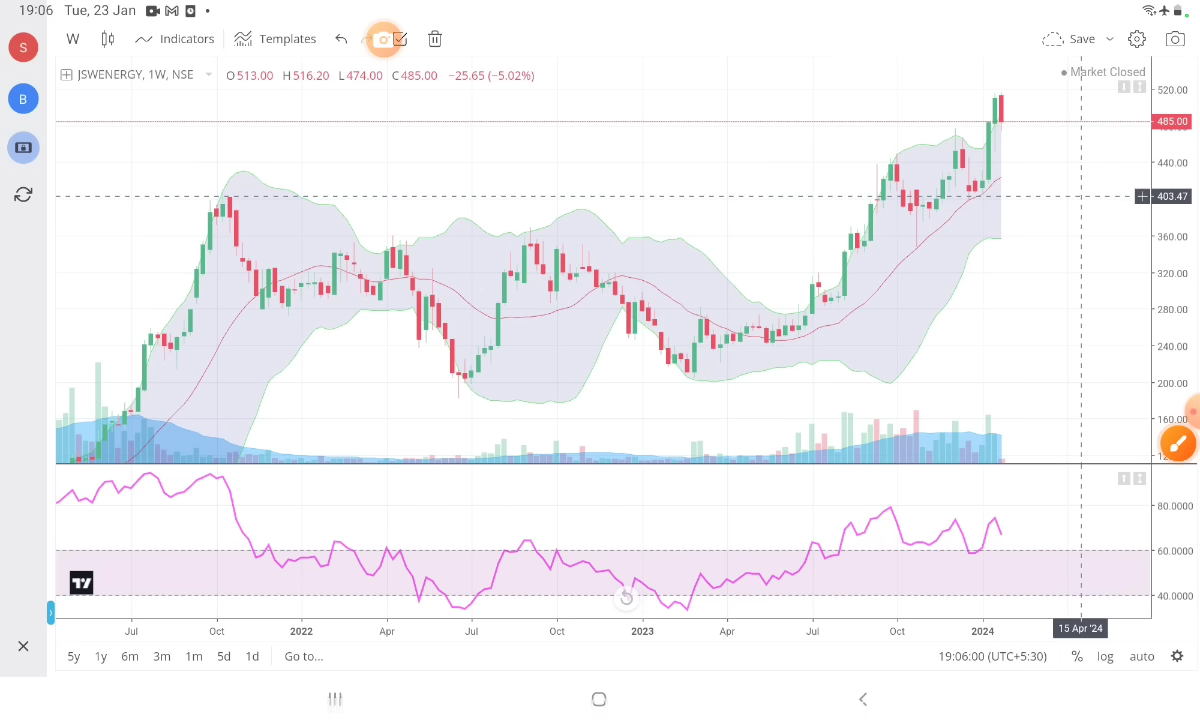 19:06 Tue, 23 Jan
S
W Indicators Templates Save
JSWENERGY, 1W, NSE O513.00 H516.20 L474.00 C485.00 −25.65 (−5.02%)
Market Closed
B
520.00
485.00
440.00
403.47
360.00
320.00
280.00
240.00
200.00
160.00
80.0000
60.0000
40.0000
Jul Oct 2022 Apr Jul Oct 2023 Apr Jul Oct 2024 15 Apr '24
5y 1y 6m 3m 1m 5d 1d Go to... 19:06:00 (UTC+5:30) % log auto